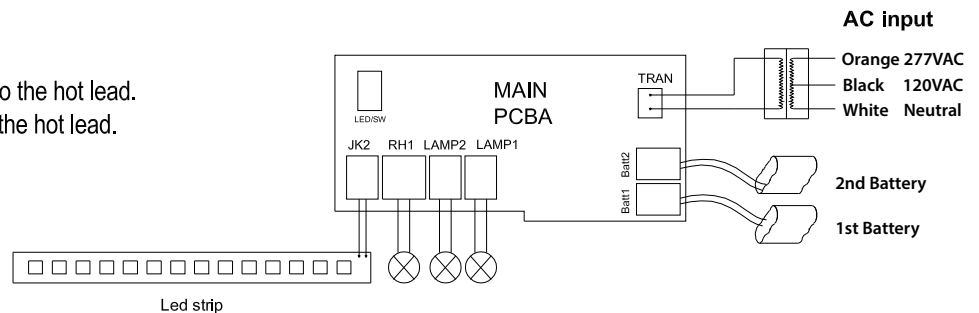 AC input
o the hot lead.
the hot lead.
MAIN
PCBA
TRAN
Orange 277VAC
Black 120VAC
White Neutral
LED/SW
JK2 RH1 LAMP2 LAMP1
Batt2
Batt1
2nd Battery
1st Battery
Led strip